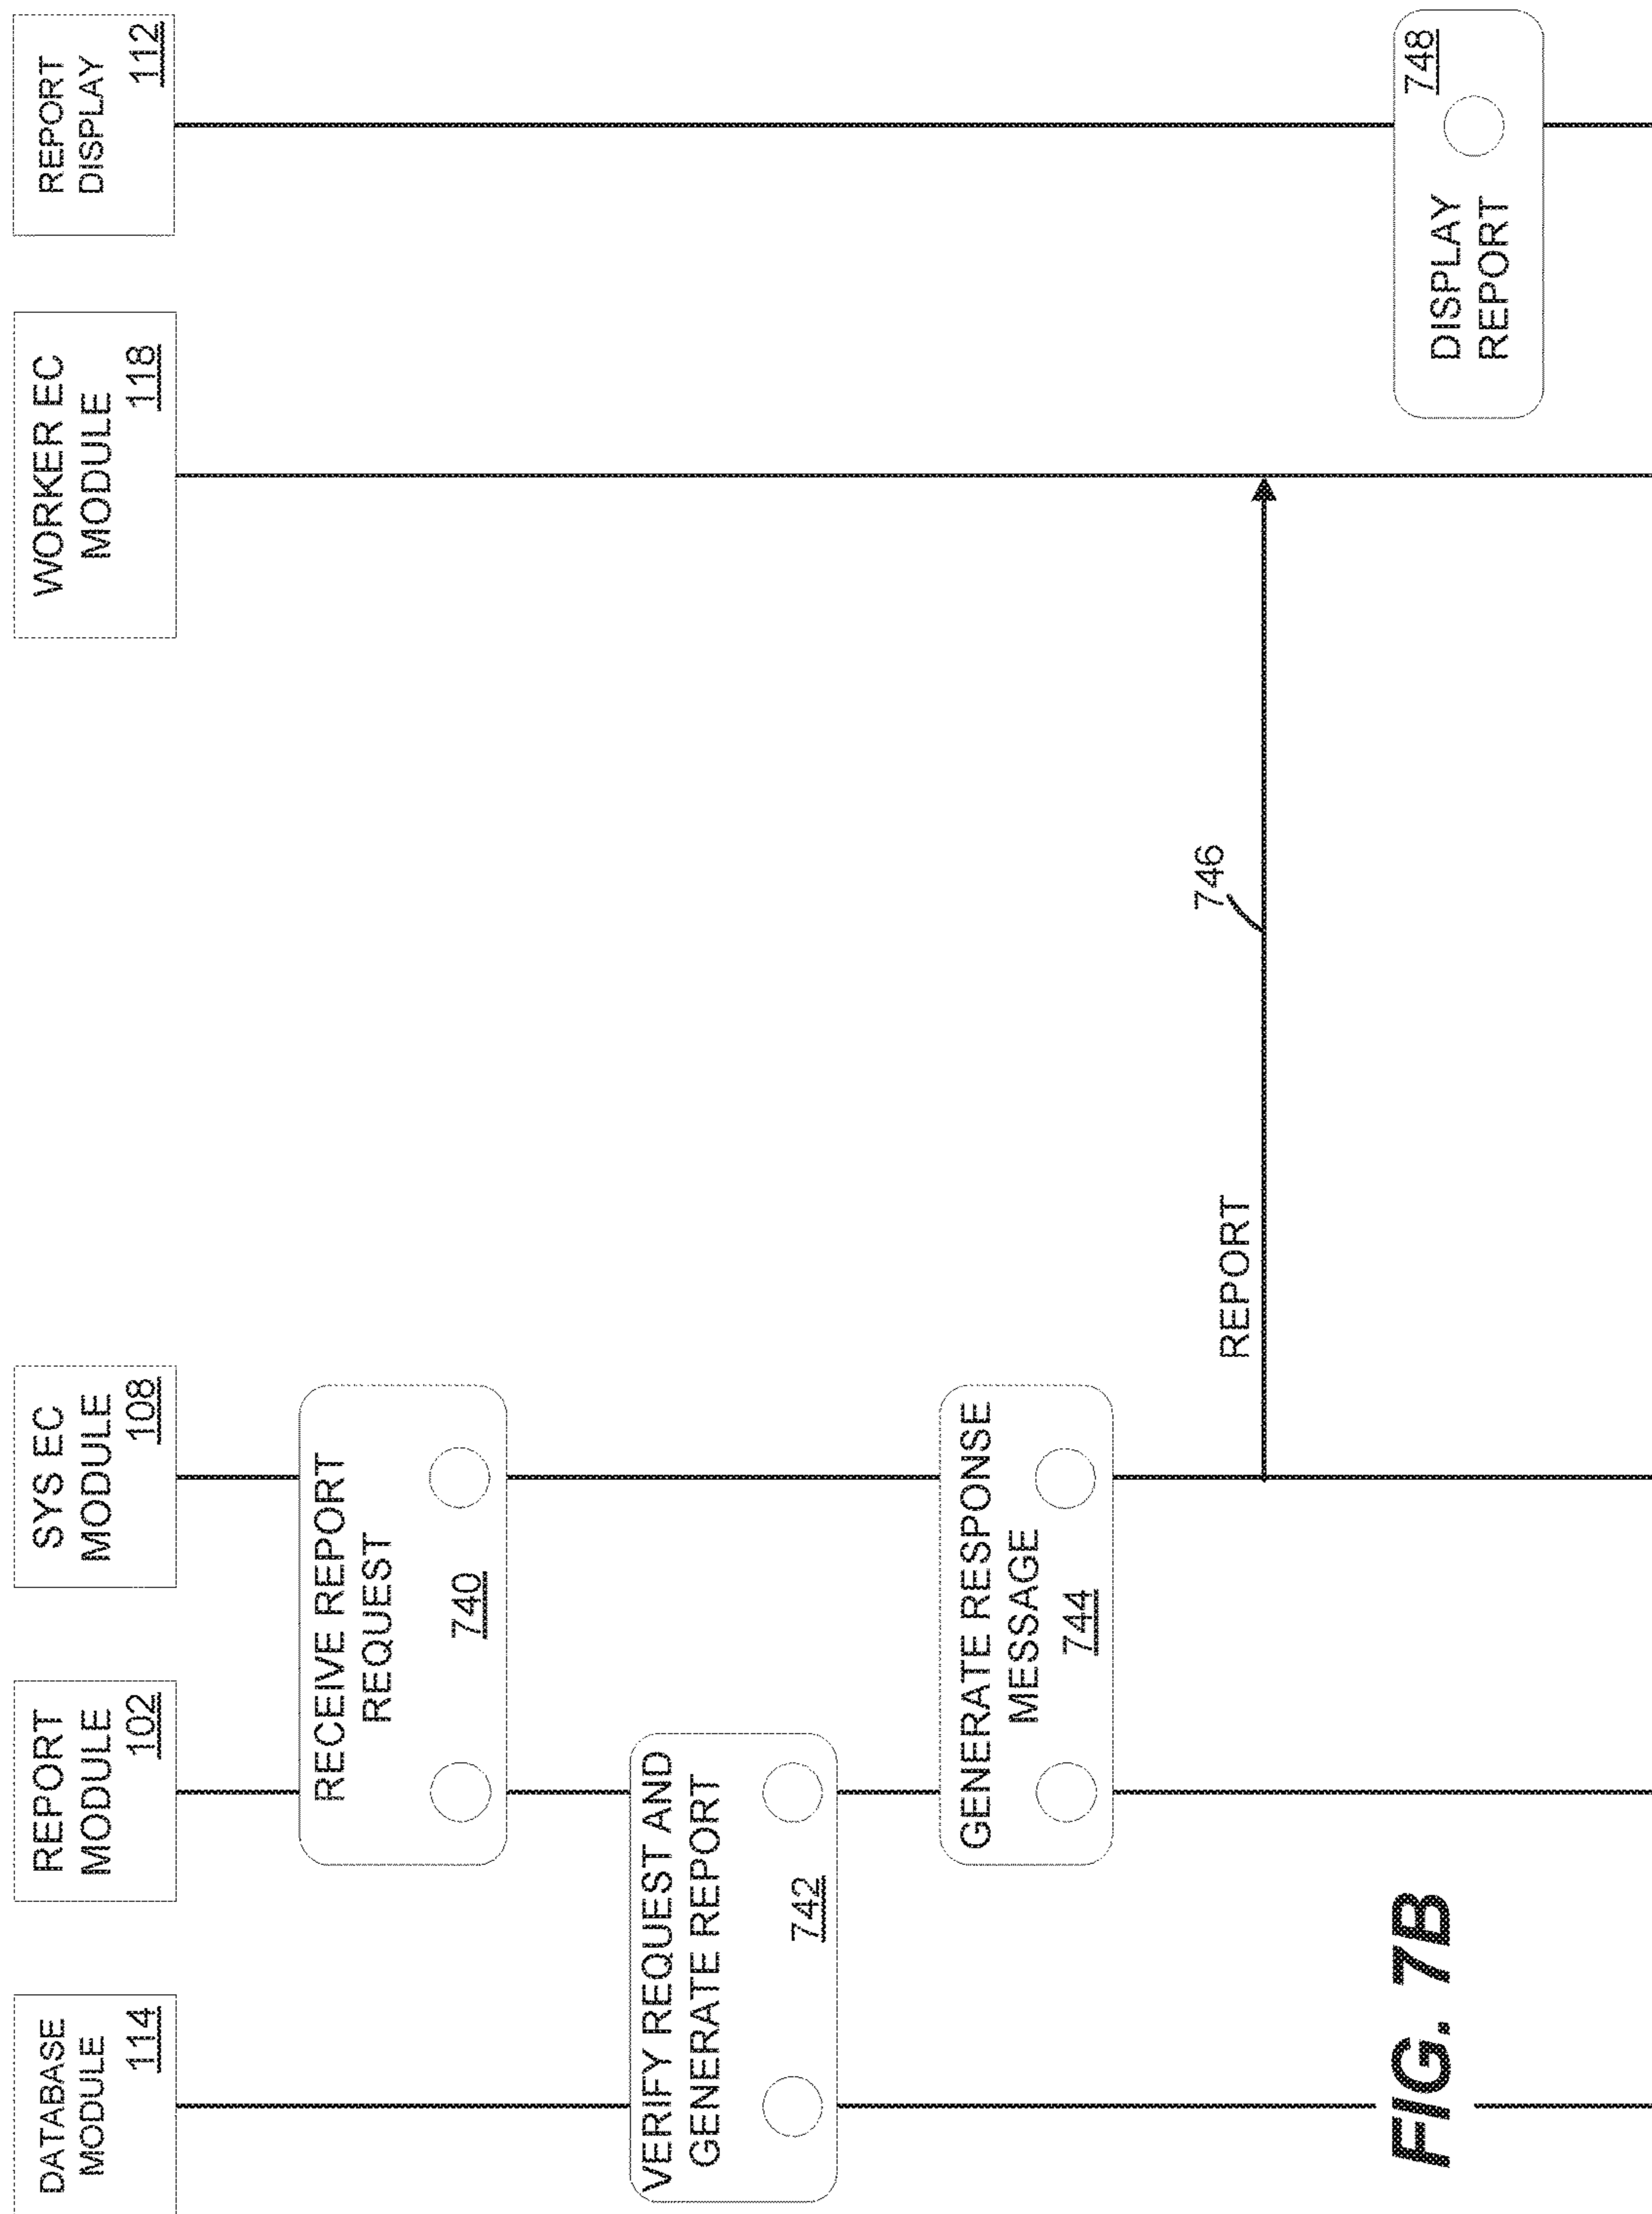 DATABASE
MODULE
114
REPORT
MODULE
102
SYS EC
MODULE
108
WORKER EC
MODULE
118
REPORT
DISPLAY
112
RECEIVE REPORT
REQUEST
740
VERIFY REQUEST AND
GENERATE REPORT
742
GENERATE RESPONSE
MESSAGE
744
REPORT
746
DISPLAY
REPORT
748
FIG. 7B